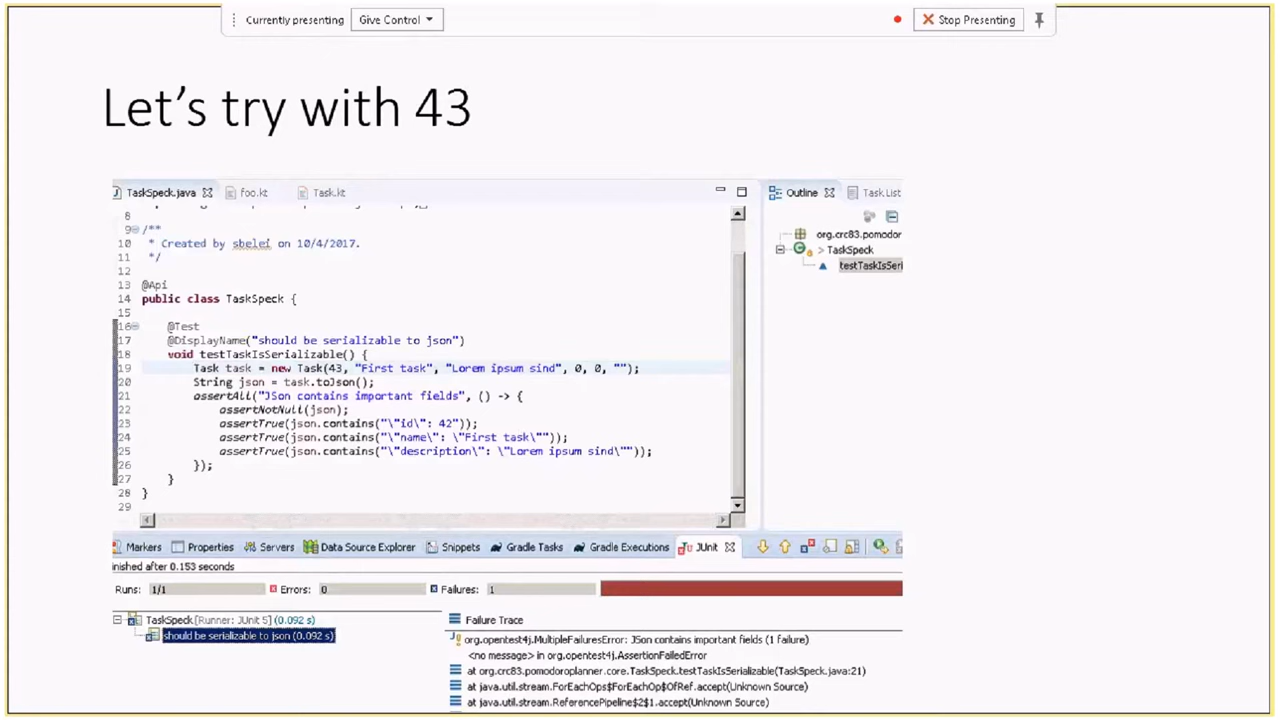 Currently presenting Give Control Stop Presenting
Let's try with 43
TaskSpeck.java foo.kt Task.kt
Outline Task List
8
9 /**
10 * Created by sbelei on 10/4/2017.
11 */
12
13 @Api
14 public class TaskSpeck {
15
16 @Test
17 @DisplayName("should be serializable to json")
18 void testTaskIsSerializable() {
19 Task task = new Task(43, "First task", "Lorem ipsum sind", 0, 0, "");
20 String json = task.toJson();
21 assertAll("JSon contains important fields", () -> {
22 assertNotNull(json);
23 assertTrue(json.contains("\"id\": 42"));
24 assertTrue(json.contains("\"name\": \"First task\""));
25 assertTrue(json.contains("\"description\": \"Lorem ipsum sind\""));
26 });
27 }
28 }
29
org.crc83.pomodor
> TaskSpeck
testTaskIsSeri
Markers Properties Servers Data Source Explorer Snippets Gradle Tasks Gradle Executions JUnit
inished after 0.153 seconds
Runs: 1/1 Errors: 0 Failures: 1
TaskSpeck [Runner: JUnit 5] (0.092 s)
should be serializable to json (0.092 s)
Failure Trace
org.opentest4j.MultipleFailuresError: JSon contains important fields (1 failure)
<no message> in org.opentest4j.AssertionFailedError
at org.crc83.pomodoroplanner.core.TaskSpeck.testTaskIsSerializable(TaskSpeck.java:21)
at java.util.stream.ForEachOps$ForEachOp$OfRef.accept(Unknown Source)
at java.util.stream.ReferencePipeline$2$1.accept(Unknown Source)